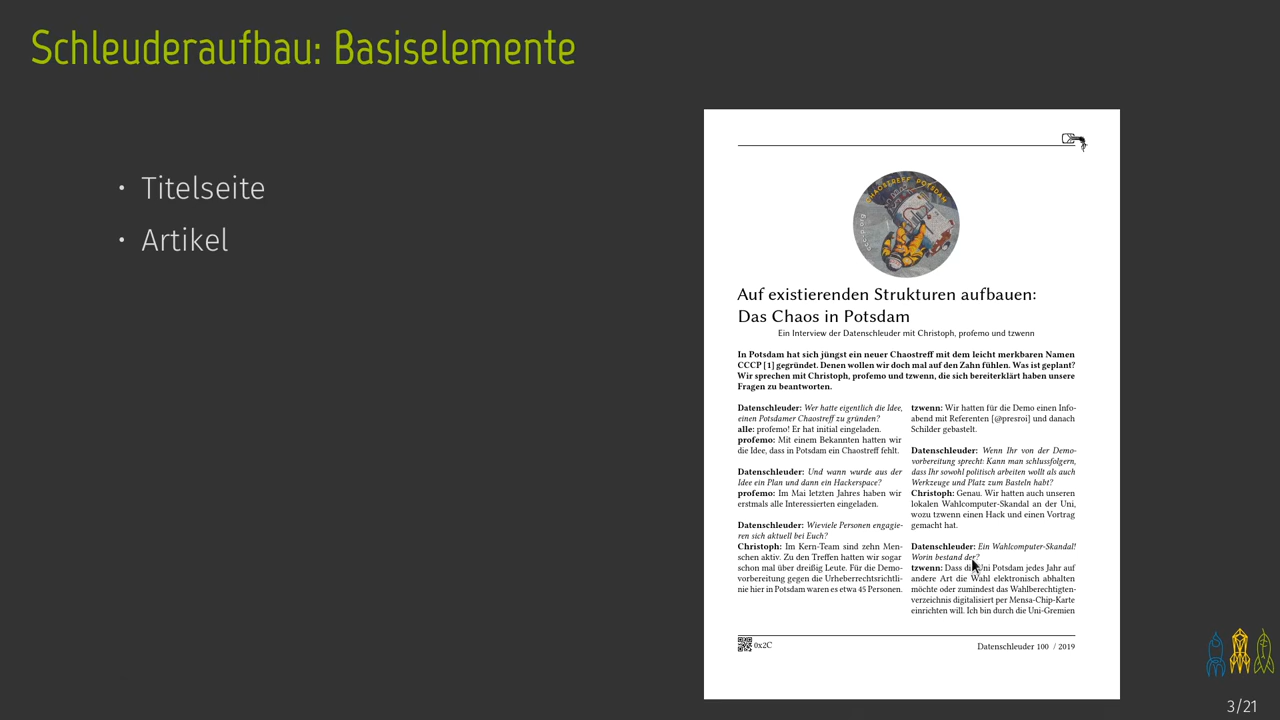 Schleuderaufbau: Basiselemente
• Titelseite
• Artikel
CHAOSTREFF POTSDAM
ccc-p.org
Auf existierenden Strukturen aufbauen:
Das Chaos in Potsdam
Ein Interview der Datenschleuder mit Christoph, profemo und tzwenn
In Potsdam hat sich jüngst ein neuer Chaostreff mit dem leicht merkbaren Namen
CCCP [1] gegründet. Denen wollen wir doch mal auf den Zahn fühlen. Was ist geplant?
Wir sprechen mit Christoph, profemo und tzwenn, die sich bereiterklärt haben unsere
Fragen zu beantworten.
Datenschleuder: Wer hatte eigentlich die Idee,
einen Potsdamer Chaostreff zu gründen?
alle: profemo! Er hat initial eingeladen.
profemo: Mit einem Bekannten hatten wir
die Idee, dass in Potsdam ein Chaostreff fehlt.
Datenschleuder: Und wann wurde aus der
Idee ein Plan und dann ein Hackerspace?
profemo: Im Mai letzten Jahres haben wir
erstmals alle Interessierten eingeladen.
Datenschleuder: Wieviele Personen engagie-
ren sich aktuell bei Euch?
Christoph: Im Kern-Team sind zehn Men-
schen aktiv. Zu den Treffen hatten wir sogar
schon mal über dreißig Leute. Für die Demo-
vorbereitung gegen die Urheberrechtsrichtli-
nie hier in Potsdam waren es etwa 45 Personen.
tzwenn: Wir hatten für die Demo einen Info-
abend mit Referenten [@presroi] und danach
Schilder gebastelt.
Datenschleuder: Wenn Ihr von der Demo-
vorbereitung sprecht: Kann man schlussfolgern,
dass Ihr sowohl politisch arbeiten wollt als auch
Werkzeuge und Platz zum Basteln habt?
Christoph: Genau. Wir hatten auch unseren
lokalen Wahlcomputer-Skandal an der Uni,
wozu tzwenn einen Hack und einen Vortrag
gemacht hat.
Datenschleuder: Ein Wahlcomputer-Skandal!
Worin bestand der?
tzwenn: Dass die Uni Potsdam jedes Jahr auf
andere Art die Wahl elektronisch abhalten
möchte oder zumindest das Wahlberechtigten-
verzeichnis digitalisiert per Mensa-Chip-Karte
einrichten will. Ich bin durch die Uni-Gremien
0x2C
Datenschleuder 100 / 2019
3/21